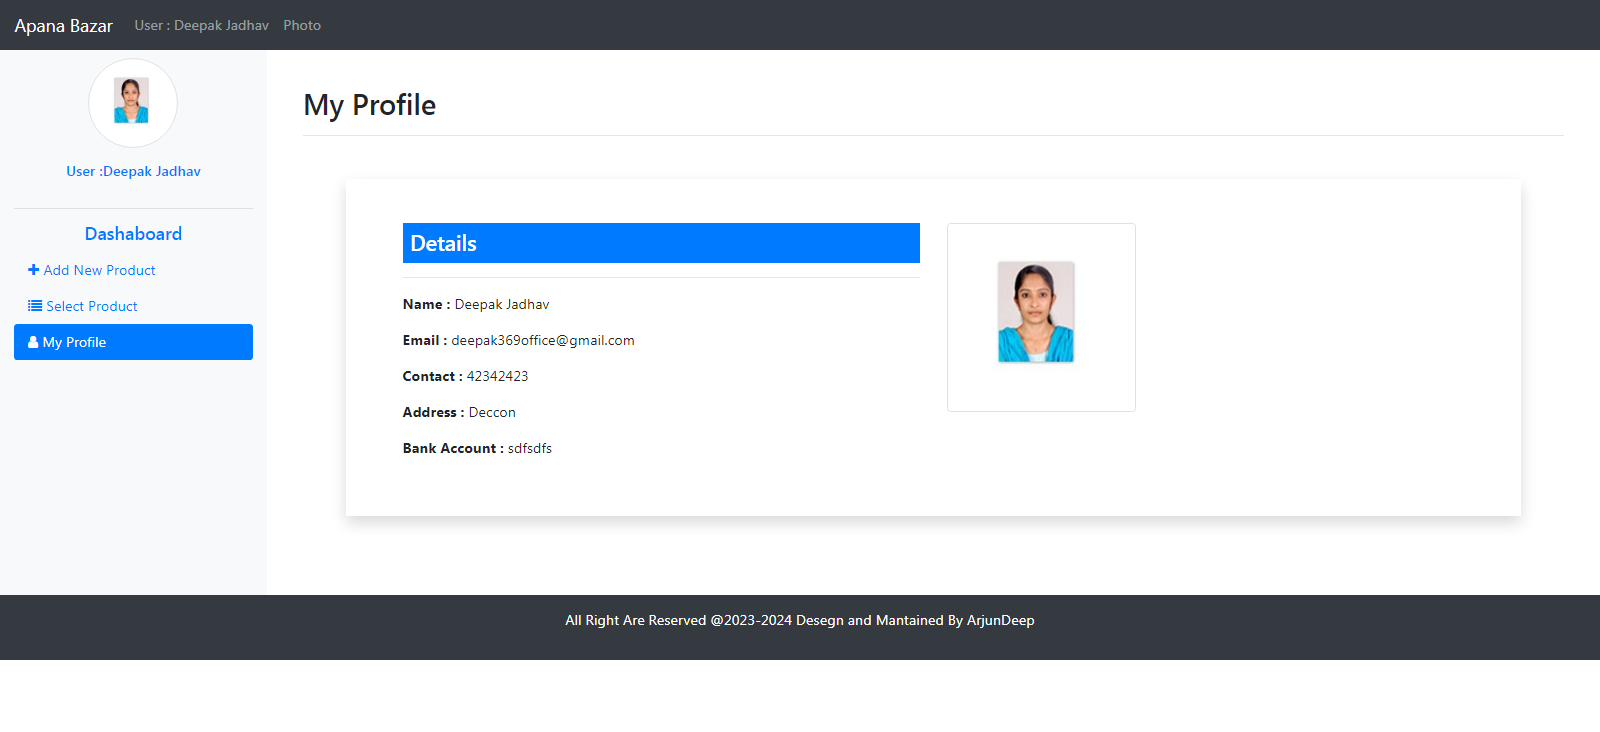 Apana Bazar User : Deepak Jadhav Photo
User :Deepak Jadhav
Dashaboard
Add New Product
Select Product
My Profile
My Profile
Details
Name : Deepak Jadhav
Email : deepak369office@gmail.com
Contact : 42342423
Address : Deccon
Bank Account : sdfsdfs
All Right Are Reserved @2023-2024 Desegn and Mantained By ArjunDeep